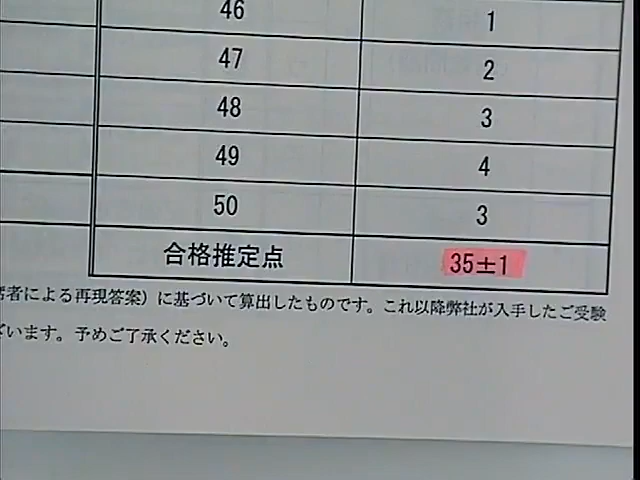 46 1
47 2
48 3
49 4
50 3
合格推定点 35±1
者による再現答案）に基づいて算出したものです。これ以降弊社が入手したご受験
ざいます。予めご了承ください。